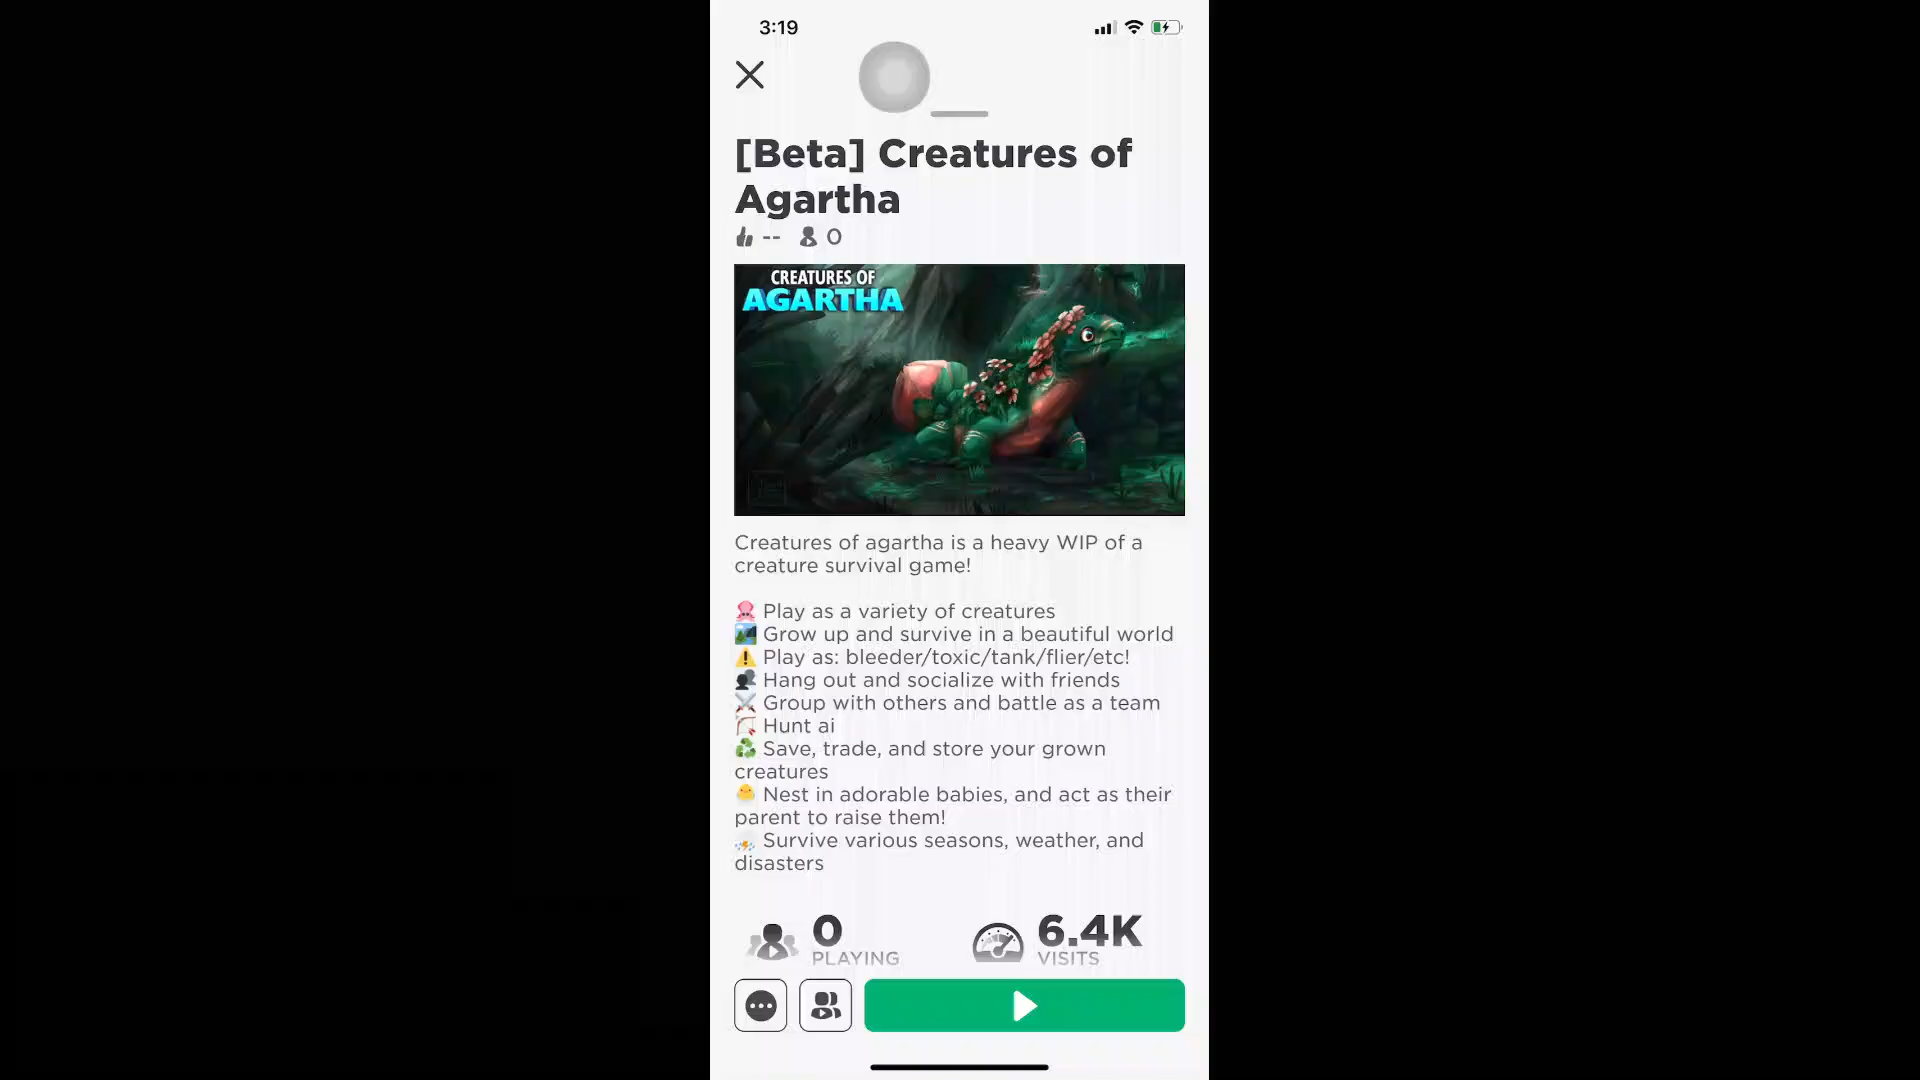 3:19
[Beta] Creatures of
Agartha
-- 0
CREATURES OF
AGARTHA
Creatures of agartha is a heavy WIP of a
creature survival game!
Play as a variety of creatures
Grow up and survive in a beautiful world
Play as: bleeder/toxic/tank/flier/etc!
Hang out and socialize with friends
Group with others and battle as a team
Hunt ai
Save, trade, and store your grown
creatures
Nest in adorable babies, and act as their
parent to raise them!
Survive various seasons, weather, and
disasters
0
PLAYING
6.4K
VISITS